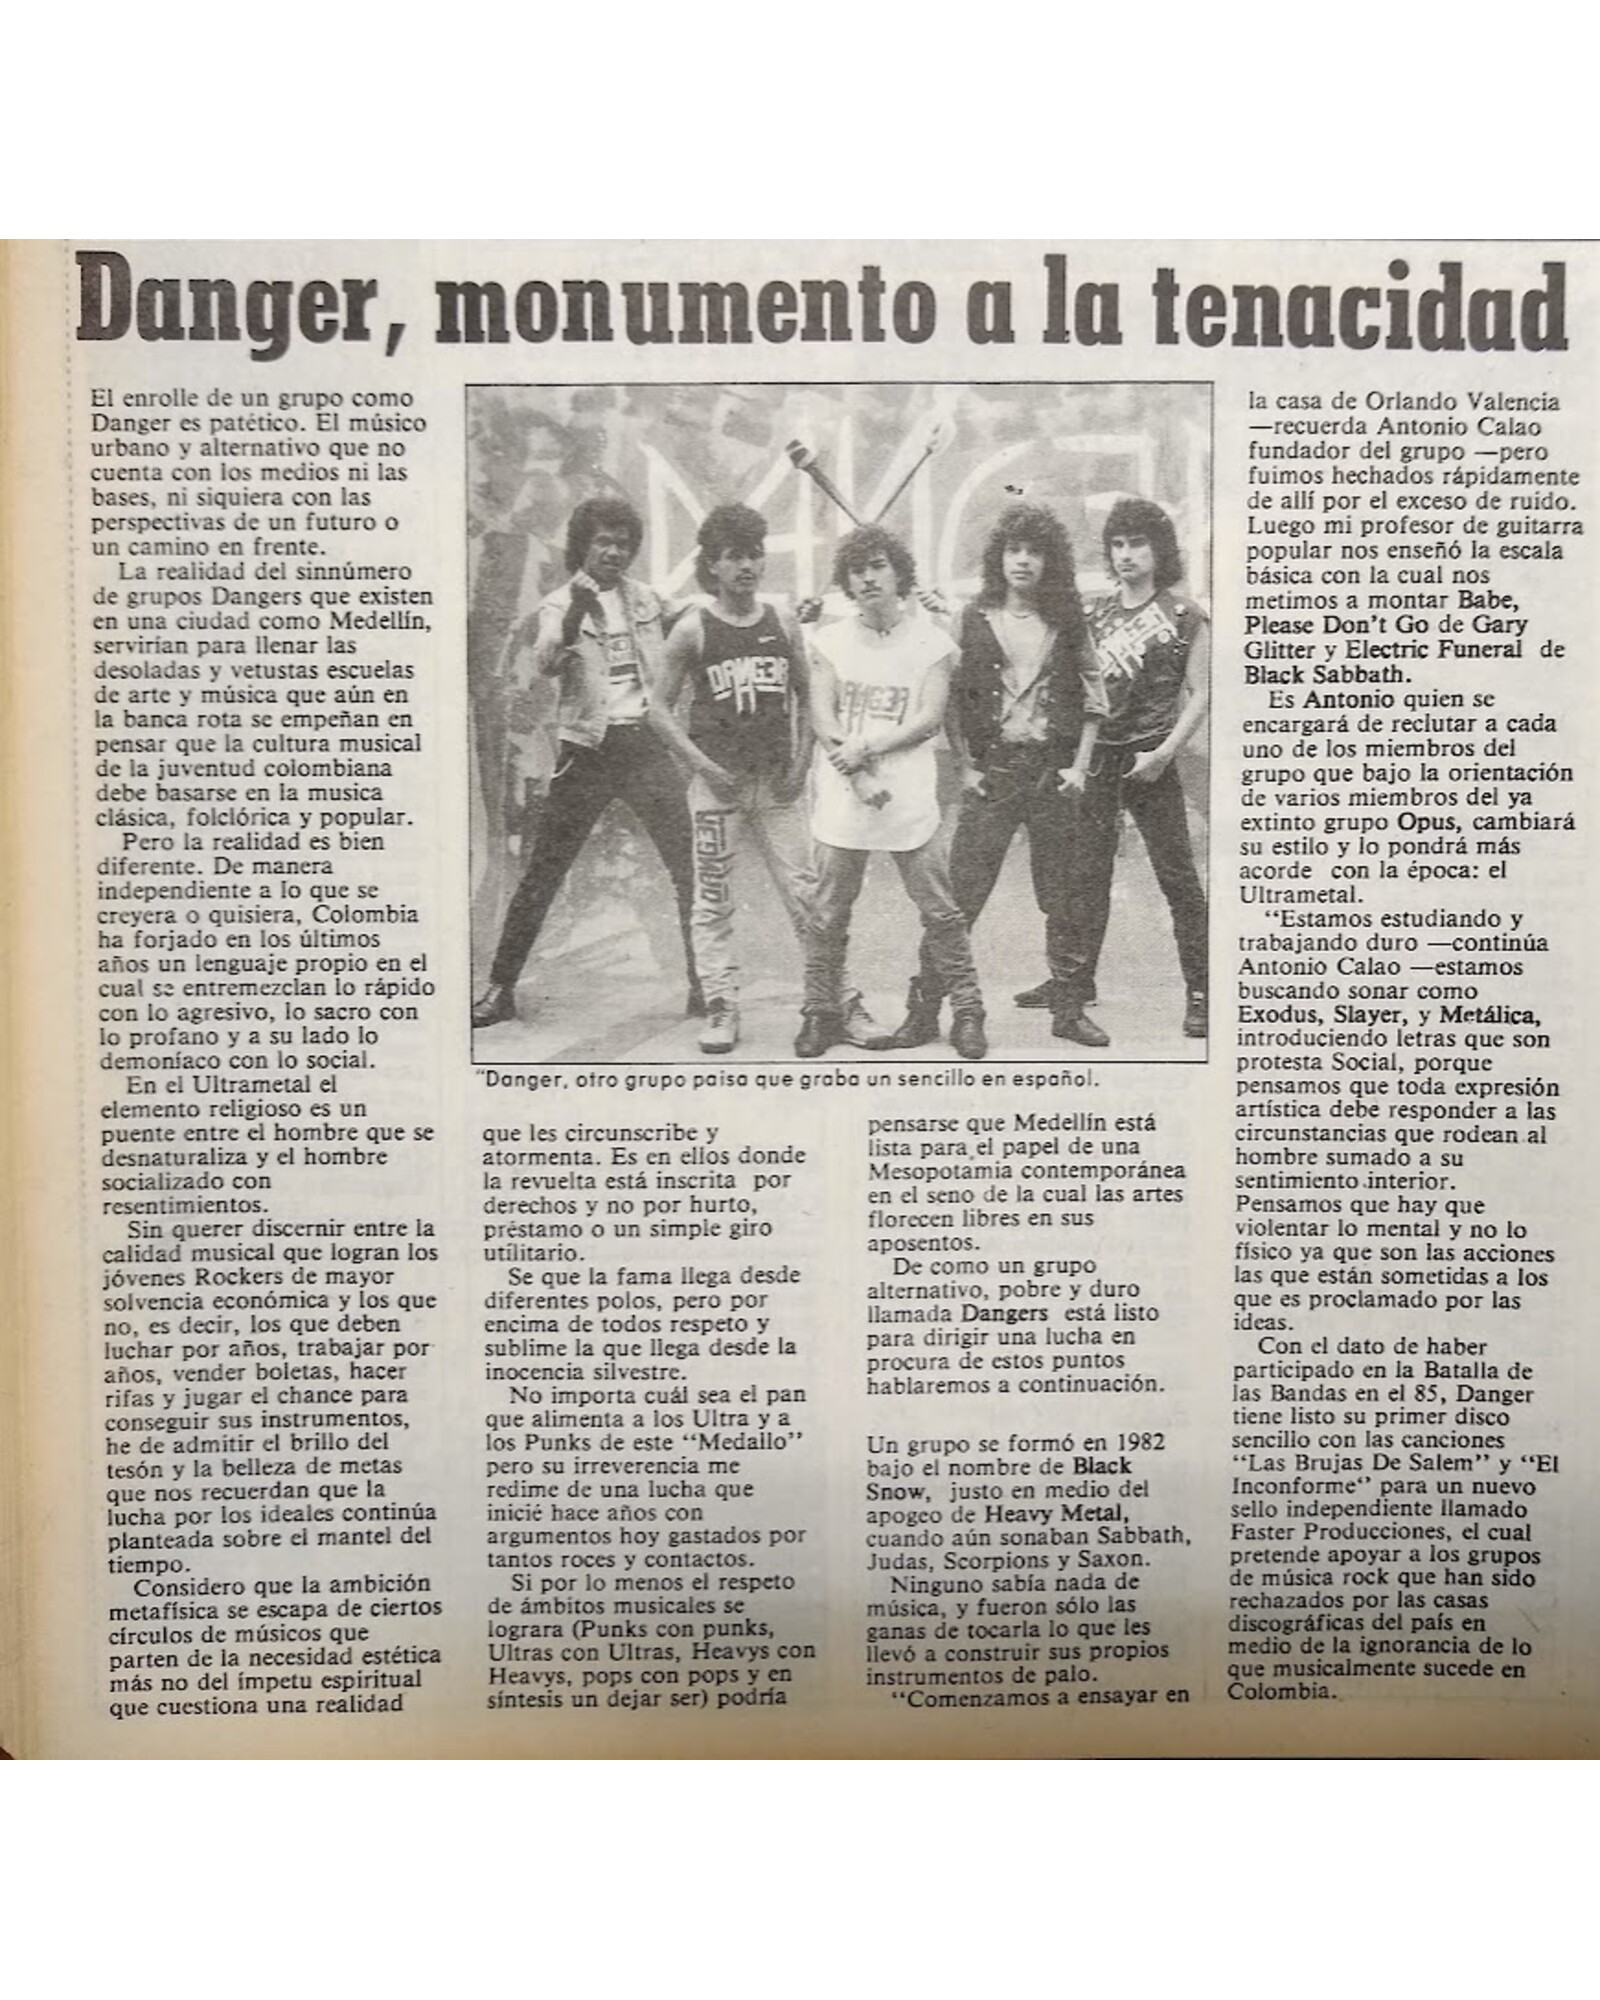 Danger, monumento a la tenacidad
El enrolle de un grupo como
Danger es patético. El músico
urbano y alternativo que no
cuenta con los medios ni las
bases, ni siquiera con las
perspectivas de un futuro o
un camino en frente.
La realidad del sinnúmero
de grupos Dangers que existen
en una ciudad como Medellín,
servirían para llenar las
desoladas y vetustas escuelas
de arte y música que aún en
la banca rota se empeñan en
pensar que la cultura musical
de la juventud colombiana
debe basarse en la musica
clásica, folclórica y popular.
Pero la realidad es bien
diferente. De manera
independiente a lo que se
creyera o quisiera, Colombia
ha forjado en los últimos
años un lenguaje propio en el
cual se entremezclan lo rápido
con lo agresivo, lo sacro con
lo profano y a su lado lo
demoníaco con lo social.
En el Ultrametal el
elemento religioso es un
puente entre el hombre que se
desnaturaliza y el hombre
socializado con
resentimientos.
Sin querer discernir entre la
calidad musical que logran los
jóvenes Rockers de mayor
solvencia económica y los que
no, es decir, los que deben
luchar por años, trabajar por
años, vender boletas, hacer
rifas y jugar el chance para
conseguir sus instrumentos,
he de admitir el brillo del
tesón y la belleza de metas
que nos recuerdan que la
lucha por los ideales continúa
planteada sobre el mantel del
tiempo.
Considero que la ambición
metafísica se escapa de ciertos
círculos de músicos que
parten de la necesidad estética
más no del ímpetu espiritual
que cuestiona una realidad
DANGER
DANGER
DANGER
DANGER
"Danger, otro grupo paisa que graba un sencillo en español.
que les circunscribe y
atormenta. Es en ellos donde
la revuelta está inscrita por
derechos y no por hurto,
préstamo o un simple giro
utilitario.
Se que la fama llega desde
diferentes polos, pero por
encima de todos respeto y
sublime la que llega desde la
inocencia silvestre.
No importa cuál sea el pan
que alimenta a los Ultra y a
los Punks de este "Medallo"
pero su irreverencia me
redime de una lucha que
inicié hace años con
argumentos hoy gastados por
tantos roces y contactos.
Si por lo menos el respeto
de ámbitos musicales se
lograra (Punks con punks,
Ultras con Ultras, Heavys con
Heavys, pops con pops y en
síntesis un dejar ser) podría
pensarse que Medellín está
lista para el papel de una
Mesopotamia contemporánea
en el seno de la cual las artes
florecen libres en sus
aposentos.
De como un grupo
alternativo, pobre y duro
llamada Dangers está listo
para dirigir una lucha en
procura de estos puntos
hablaremos a continuación.
Un grupo se formó en 1982
bajo el nombre de Black
Snow, justo en medio del
apogeo de Heavy Metal,
cuando aún sonaban Sabbath,
Judas, Scorpions y Saxon.
Ninguno sabía nada de
música, y fueron sólo las
ganas de tocarla lo que les
llevó a construir sus propios
instrumentos de palo.
"Comenzamos a ensayar en
la casa de Orlando Valencia
—recuerda Antonio Calao
fundador del grupo —pero
fuimos hechados rápidamente
de allí por el exceso de ruido.
Luego mi profesor de guitarra
popular nos enseñó la escala
básica con la cual nos
metimos a montar Babe,
Please Don't Go de Gary
Glitter y Electric Funeral de
Black Sabbath.
Es Antonio quien se
encargará de reclutar a cada
uno de los miembros del
grupo que bajo la orientación
de varios miembros del ya
extinto grupo Opus, cambiará
su estilo y lo pondrá más
acorde con la época: el
Ultrametal.
"Estamos estudiando y
trabajando duro —continúa
Antonio Calao —estamos
buscando sonar como
Exodus, Slayer, y Metálica,
introduciendo letras que son
protesta Social, porque
pensamos que toda expresión
artística debe responder a las
circunstancias que rodean al
hombre sumado a su
sentimiento interior.
Pensamos que hay que
violentar lo mental y no lo
físico ya que son las acciones
las que están sometidas a los
que es proclamado por las
ideas.
Con el dato de haber
participado en la Batalla de
las Bandas en el 85, Danger
tiene listo su primer disco
sencillo con las canciones
"Las Brujas De Salem" y "El
Inconforme" para un nuevo
sello independiente llamado
Faster Producciones, el cual
pretende apoyar a los grupos
de música rock que han sido
rechazados por las casas
discográficas del país en
medio de la ignorancia de lo
que musicalmente sucede en
Colombia.